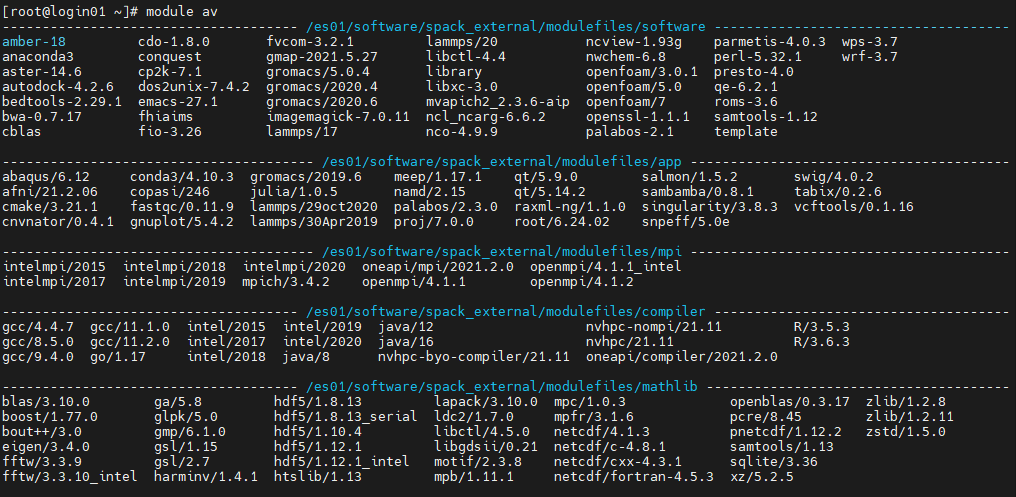 [root@login01 ~]# module av
------------------------------------- /es01/software/spack_external/modulefiles/software --------------------------------------
amber-18 cdo-1.8.0 fvcom-3.2.1 lammps/20 ncview-1.93g parmetis-4.0.3 wps-3.7
anaconda3 conquest gmap-2021.5.27 libctl-4.4 nwchem-6.8 perl-5.32.1 wrf-3.7
aster-14.6 cp2k-7.1 gromacs/5.0.4 library openfoam/3.0.1 presto-4.0
autodock-4.2.6 dos2unix-7.4.2 gromacs/2020.4 libxc-3.0 openfoam/5.0 qe-6.2.1
bedtools-2.29.1 emacs-27.1 gromacs/2020.6 mvapich2_2.3.6-aip openfoam/7 roms-3.6
bwa-0.7.17 fhiaims imagemagick-7.0.11 ncl_ncarg-6.6.2 openssl-1.1.1 samtools-1.12
cblas fio-3.26 lammps/17 nco-4.9.9 palabos-2.1 template
--------------------------------------- /es01/software/spack_external/modulefiles/app ----------------------------------------
abaqus/6.12 conda3/4.10.3 gromacs/2019.6 meep/1.17.1 qt/5.9.0 salmon/1.5.2 swig/4.0.2
afni/21.2.06 copasi/246 julia/1.0.5 namd/2.15 qt/5.14.2 sambamba/0.8.1 tabix/0.2.6
cmake/3.21.1 fastqc/0.11.9 lammps/29oct2020 palabos/2.3.0 raxml-ng/1.1.0 singularity/3.8.3 vcftools/0.1.16
cnvnator/0.4.1 gnuplot/5.4.2 lammps/30Apr2019 proj/7.0.0 root/6.24.02 snpeff/5.0e
--------------------------------------- /es01/software/spack_external/modulefiles/mpi ----------------------------------------
intelmpi/2015 intelmpi/2018 intelmpi/2020 oneapi/mpi/2021.2.0 openmpi/4.1.1_intel
intelmpi/2017 intelmpi/2019 mpich/3.4.2 openmpi/4.1.1 openmpi/4.1.2
------------------------------------- /es01/software/spack_external/modulefiles/compiler --------------------------------------
gcc/4.4.7 gcc/11.1.0 intel/2015 intel/2019 java/12 nvhpc-nompi/21.11 R/3.5.3
gcc/8.5.0 gcc/11.2.0 intel/2017 intel/2020 java/16 nvhpc/21.11 R/3.6.3
gcc/9.4.0 go/1.17 intel/2018 java/8 nvhpc-byo-compiler/21.11 oneapi/compiler/2021.2.0
------------------------------------- /es01/software/spack_external/modulefiles/mathlib --------------------------------------
blas/3.10.0 ga/5.8 hdf5/1.8.13 lapack/3.10.0 mpc/1.0.3 openblas/0.3.17 zlib/1.2.8
boost/1.77.0 glpk/5.0 hdf5/1.8.13_serial ldc2/1.7.0 mpfr/3.1.6 pcre/8.45 zlib/1.2.11
bout++/3.0 gmp/6.1.0 hdf5/1.10.4 libctl/4.5.0 netcdf/4.1.3 pnetcdf/1.12.2 zstd/1.5.0
eigen/3.4.0 gsl/1.15 hdf5/1.12.1 libgdsii/0.21 netcdf/c-4.8.1 samtools/1.13
fftw/3.3.9 gsl/2.7 hdf5/1.12.1_intel motif/2.3.8 netcdf/cxx-4.3.1 sqlite/3.36
fftw/3.3.10_intel harminv/1.4.1 htslib/1.13 mpb/1.11.1 netcdf/fortran-4.5.3 xz/5.2.5